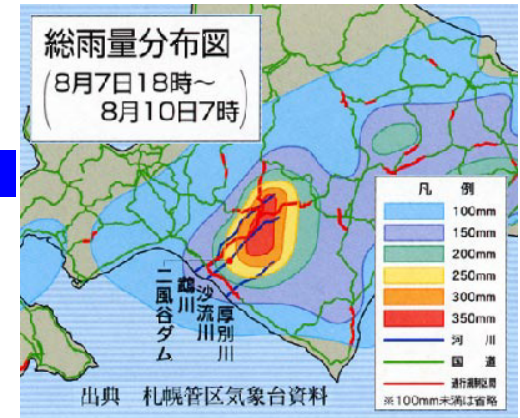 総雨量分布図
8月7日18時～
8月10日7時
凡 例
100mm
150mm
200mm
250mm
300mm
350mm
河 川
国 道
通行規制区間
※100mm未満は省略
二風谷ダム
鵡川
沙流川
厚別川
出典 札幌管区気象台資料